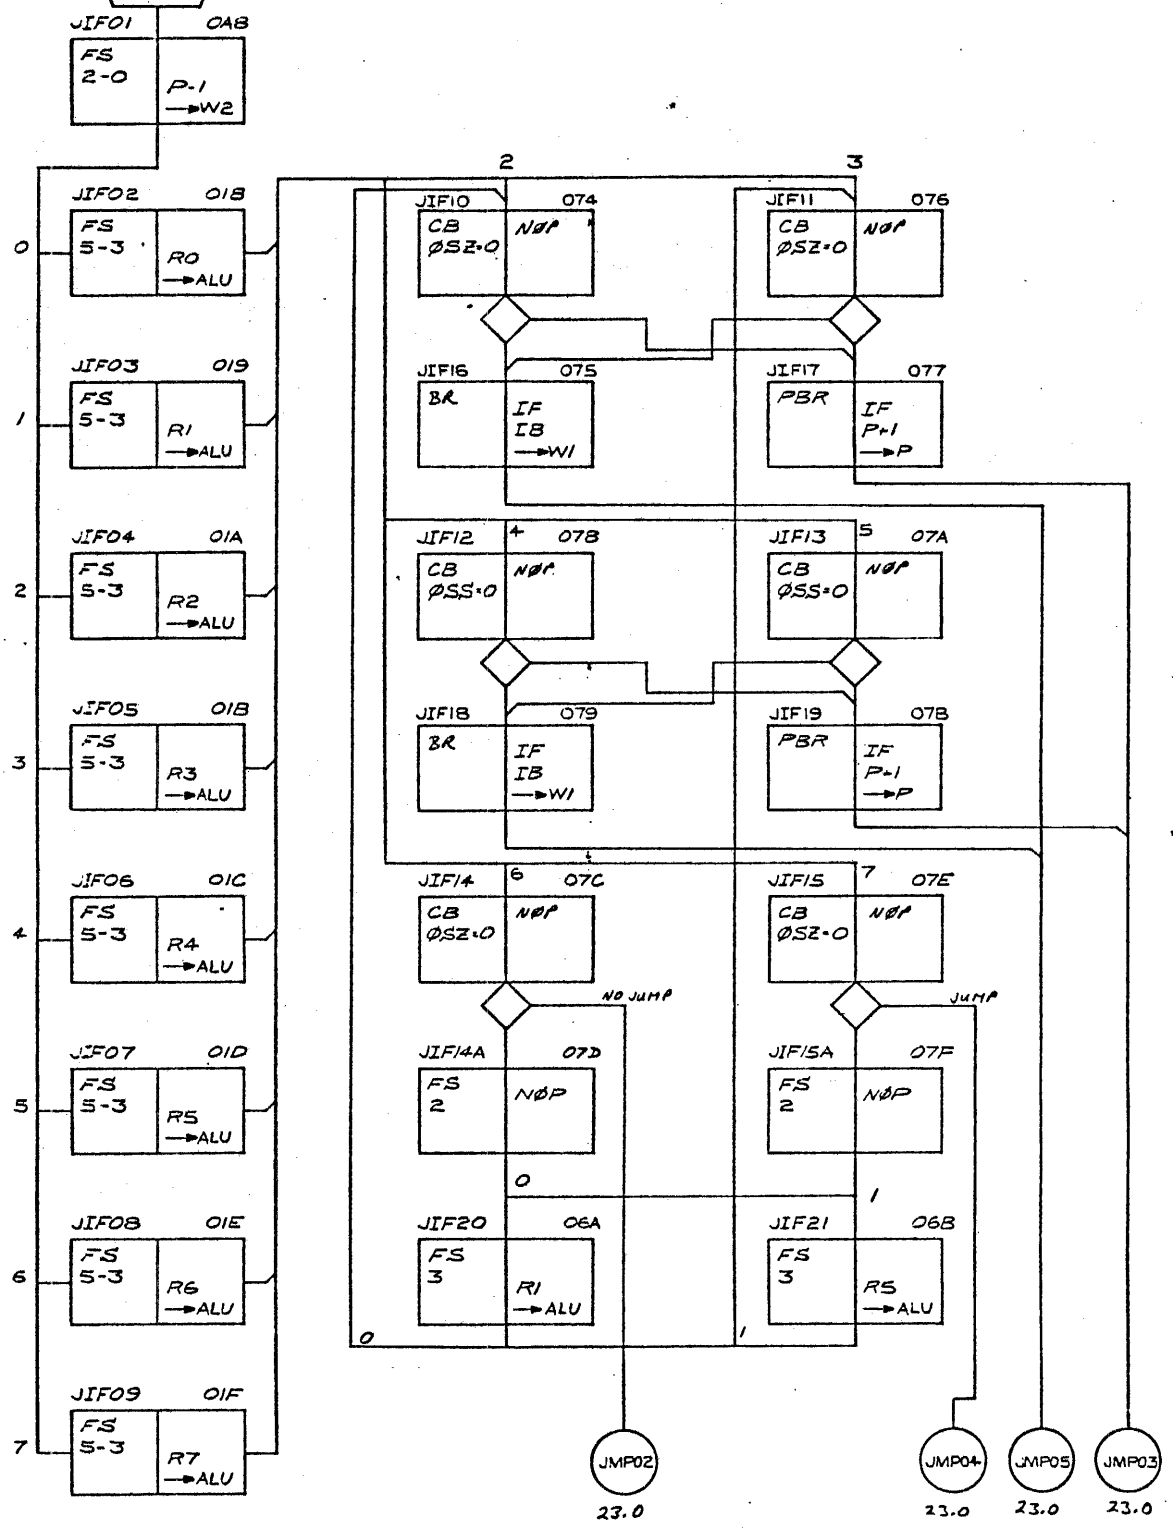 JIF01 0A8
FS
2-0
P-1
→W2
2 3
JIF02 018
0
FS
5-3
R0
→ALU
JIF10 074
CB NØP
ØSZ=0
JIF11 076
CB NØP
ØSZ=0
JIF03 019
1
FS
5-3
R1
→ALU
JIF16 075
BR
IF
IB
→W1
JIF17 077
PBR
IF
P+1
→P
JIF04 01A
2
FS
5-3
R2
→ALU
JIF12 4 078
CB NØP
ØSS=0
JIF13 5 07A
CB NØP
ØSS=0
JIF05 01B
3
FS
5-3
R3
→ALU
JIF18 079
BR
IF
IB
→W1
JIF19 07B
PBR
IF
P+1
→P
JIF06 01C
4
FS
5-3
R4
→ALU
JIF14 6 07C
CB NØP
ØSZ=0
NO JUMP
JIF15 7 07E
CB NØP
ØSZ=0
JUMP
JIF07 01D
5
FS
5-3
R5
→ALU
JIF14A 07D
FS
2
NØP
0
JIF15A 07F
FS
2
NØP
1
JIF08 01E
6
FS
5-3
R6
→ALU
JIF20 06A
FS
3
R1
→ALU
0
JIF21 06B
FS
3
R5
→ALU
1
JIF09 01F
7
FS
5-3
R7
→ALU
JMP02
23.0
JMP04
23.0
JMP05
23.0
JMP03
23.0